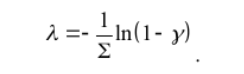 λ = - 1/Σ ln(1 - γ) .